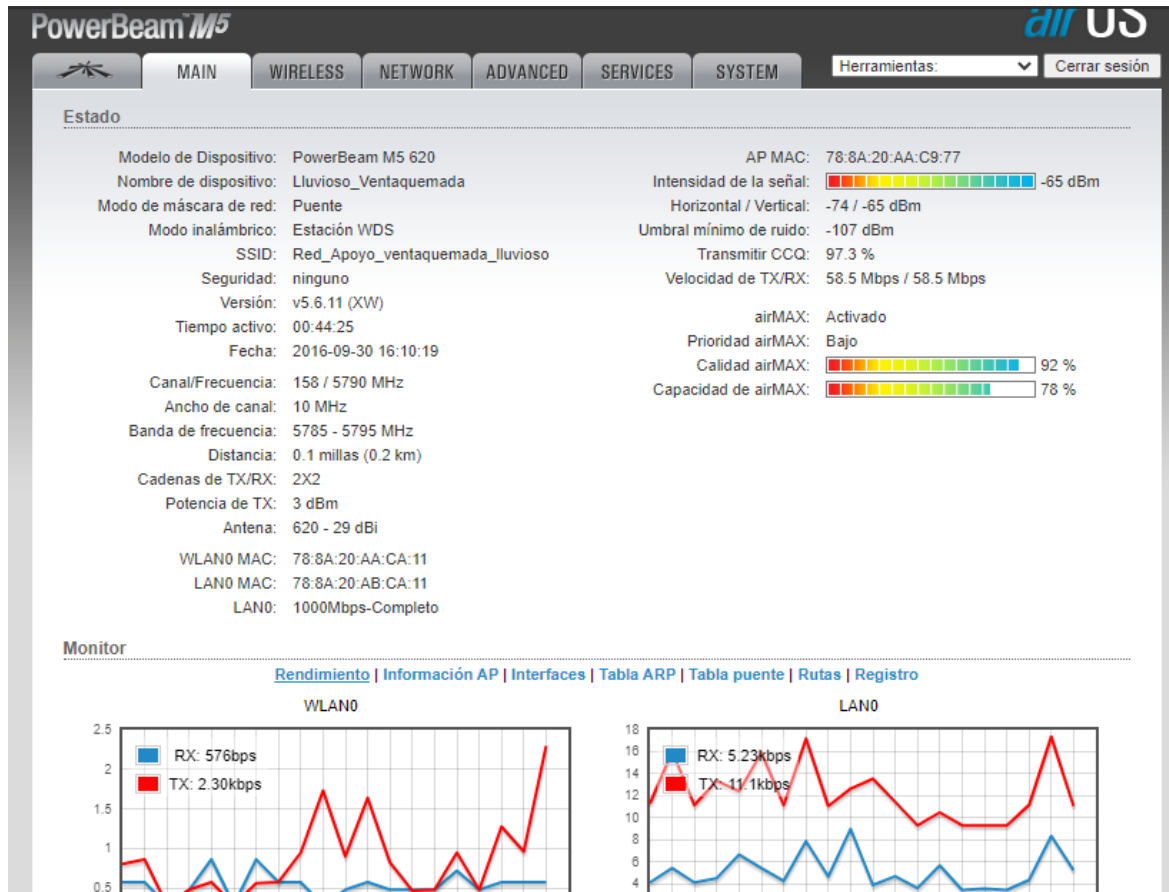 PowerBeam™ M5
air US
MAIN
WIRELESS
NETWORK
ADVANCED
SERVICES
SYSTEM
Herramientas:
Cerrar sesión
Estado
Modelo de Dispositivo: PowerBeam M5 620
Nombre de dispositivo: Lluvioso_Ventaquemada
Modo de máscara de red: Puente
Modo inalámbrico: Estación WDS
SSID: Red_Apoyo_ventaquemada_lluvioso
Seguridad: ninguno
Versión: v5.6.11 (XW)
Tiempo activo: 00:44:25
Fecha: 2016-09-30 16:10:19
Canal/Frecuencia: 158 / 5790 MHz
Ancho de canal: 10 MHz
Banda de frecuencia: 5785 - 5795 MHz
Distancia: 0.1 millas (0.2 km)
Cadenas de TX/RX: 2X2
Potencia de TX: 3 dBm
Antena: 620 - 29 dBi
WLAN0 MAC: 78:8A:20:AA:CA:11
LAN0 MAC: 78:8A:20:AB:CA:11
LAN0: 1000Mbps-Completo
AP MAC: 78:8A:20:AA:C9:77
Intensidad de la señal: -65 dBm
Horizontal / Vertical: -74 / -65 dBm
Umbral mínimo de ruido: -107 dBm
Transmitir CCQ: 97.3 %
Velocidad de TX/RX: 58.5 Mbps / 58.5 Mbps
airMAX: Activado
Prioridad airMAX: Bajo
Calidad airMAX: 92 %
Capacidad de airMAX: 78 %
Monitor
Rendimiento | Información AP | Interfaces | Tabla ARP | Tabla puente | Rutas | Registro
WLAN0
2.5
2
1.5
1
0.5
RX: 576bps
TX: 2.30kbps
LAN0
18
16
14
12
10
8
6
4
RX: 5.23kbps
TX: 11.1kbps